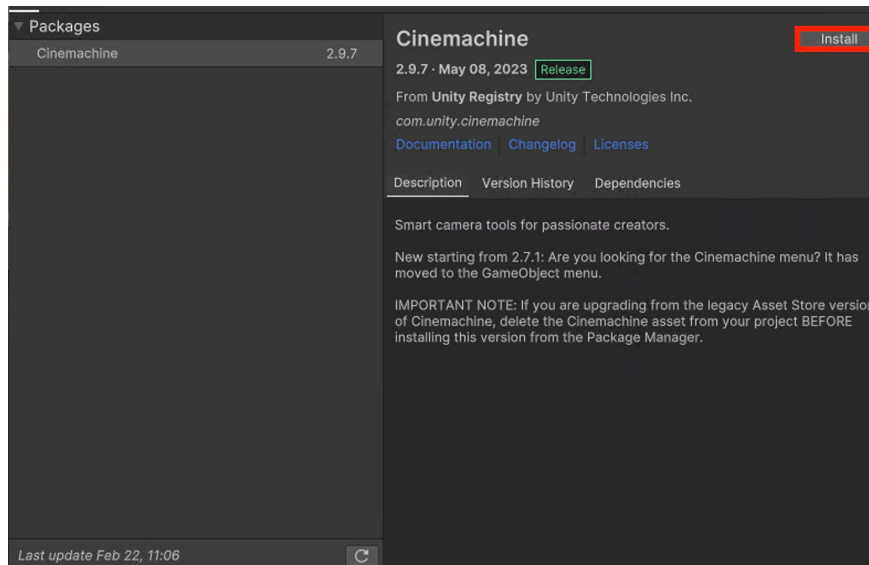 Packages
Cinemachine 2.9.7
Last update Feb 22, 11:06
Cinemachine
Install
2.9.7 · May 08, 2023 Release
From Unity Registry by Unity Technologies Inc.
com.unity.cinemachine
Documentation Changelog Licenses
Description Version History Dependencies
Smart camera tools for passionate creators.
New starting from 2.7.1: Are you looking for the Cinemachine menu? It has
moved to the GameObject menu.
IMPORTANT NOTE: If you are upgrading from the legacy Asset Store version
of Cinemachine, delete the Cinemachine asset from your project BEFORE
installing this version from the Package Manager.